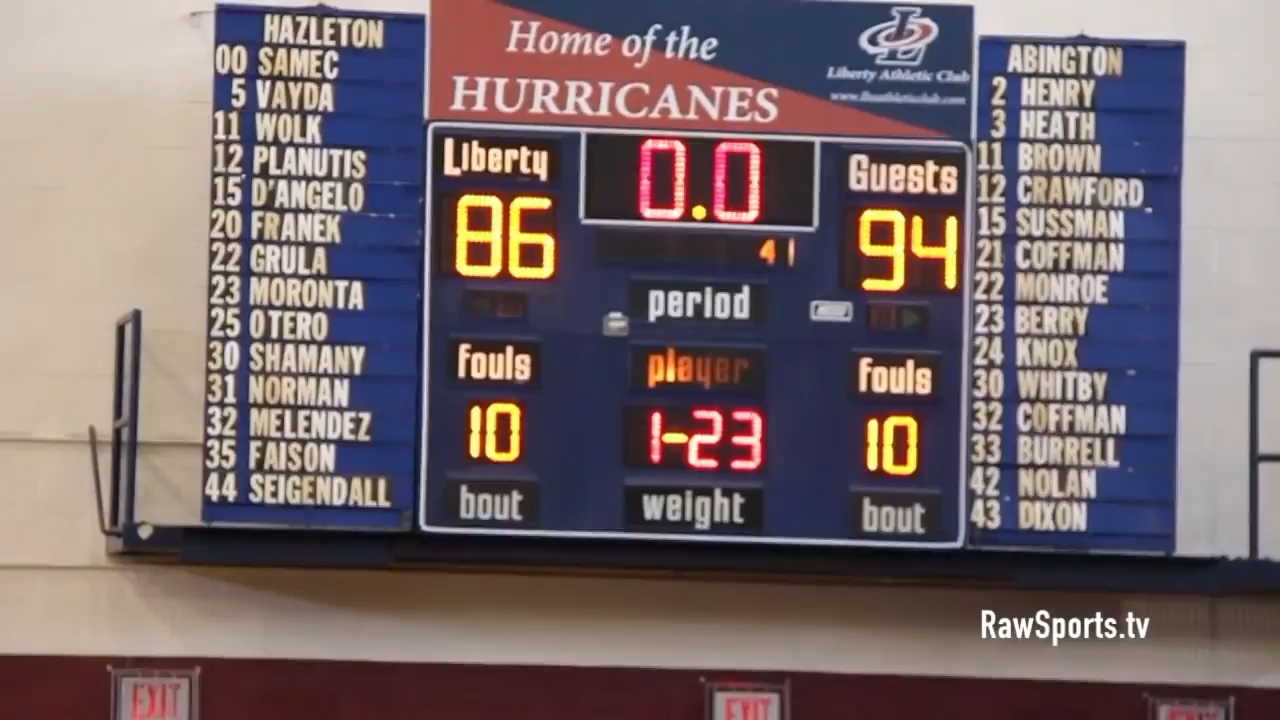 HAZLETON
00 SAMEC
5 VAYDA
11 WOLK
12 PLANUTIS
15 D'ANGELO
20 FRANEK
22 GRULA
23 MORONTA
25 OTERO
30 SHAMANY
31 NORMAN
32 MELENDEZ
35 FAISON
44 SEIGENDALL
Home of the
HURRICANES
Liberty Athletic Club
Liberty
0.0
Guests
86
94
41
period
fouls
player
fouls
10
1-23
10
bout
weight
bout
ABINGTON
2 HENRY
3 HEATH
11 BROWN
12 CRAWFORD
15 SUSSMAN
21 COFFMAN
22 MONROE
23 BERRY
24 KNOX
30 WHITBY
32 COFFMAN
33 BURRELL
42 NOLAN
43 DIXON
RawSports.tv
EXIT
EXIT